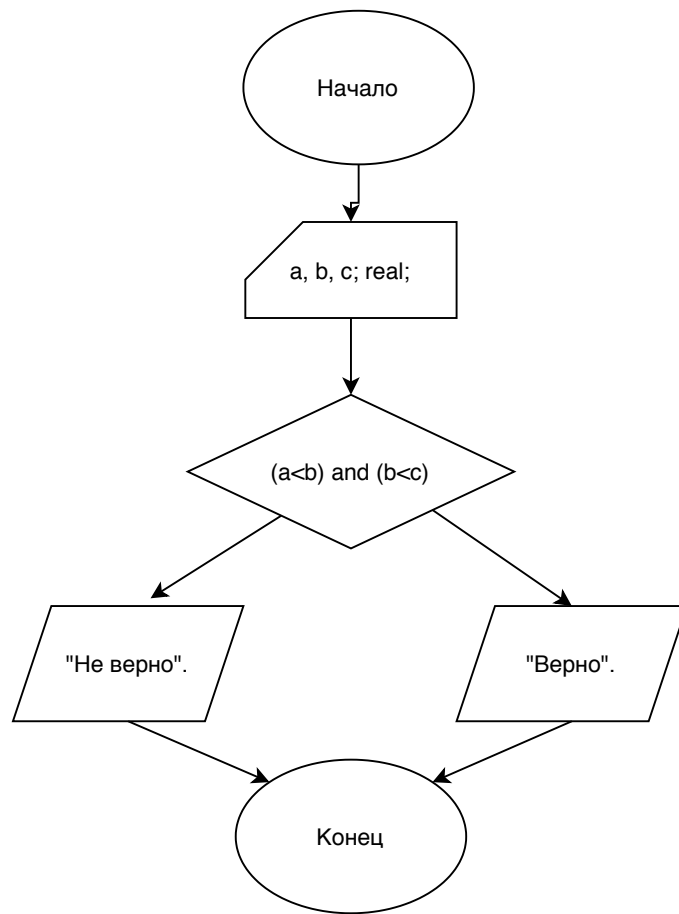 Начало
a, b, c; real;
(a<b) and (b<c)
"Не верно".
"Верно".
Конец